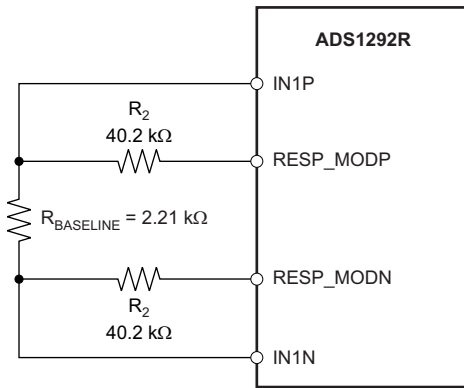 ADS1292R
IN1P
R2
40.2 kΩ
RESP_MODP
RBASELINE = 2.21 kΩ
RESP_MODN
R2
40.2 kΩ
IN1N